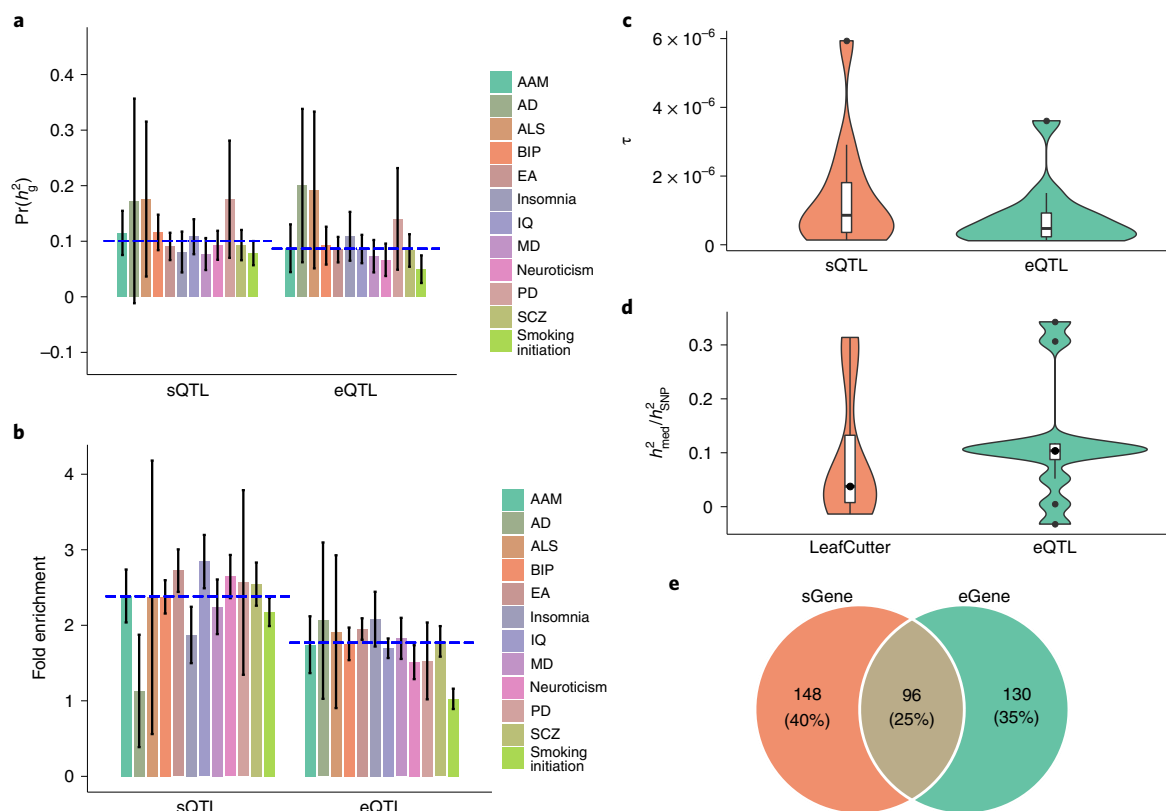 a
0.4
0.3
0.2
0.1
0
–0.1
Pr(h²g)
sQTL
eQTL
AAM
AD
ALS
BIP
EA
Insomnia
IQ
MD
Neuroticism
PD
SCZ
Smoking
initiation
b
4
3
2
1
0
Fold enrichment
sQTL
eQTL
AAM
AD
ALS
BIP
EA
Insomnia
IQ
MD
Neuroticism
PD
SCZ
Smoking
initiation
c
6 × 10⁻⁶
4 × 10⁻⁶
2 × 10⁻⁶
0
τ
sQTL
eQTL
d
0.3
0.2
0.1
0
h²med/h²SNP
LeafCutter
eQTL
e
sGene
eGene
148
(40%)
96
(25%)
130
(35%)